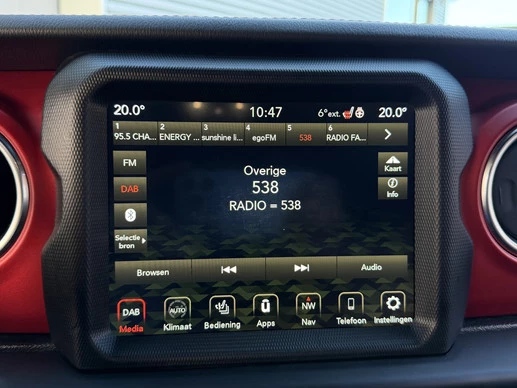 20.0° 10:47 6°ext. 20.0°
1 2 3 4 5 6
95.5 CHA... ENERGY ... sunshine li... egoFM 538 RADIO FA...
FM
DAB
Selectie bron
Overige
538
RADIO = 538
Kaart
Info
Browsen Audio
DAB AUTO NW
Media Klimaat Bediening Apps Nav Telefoon Instellingen